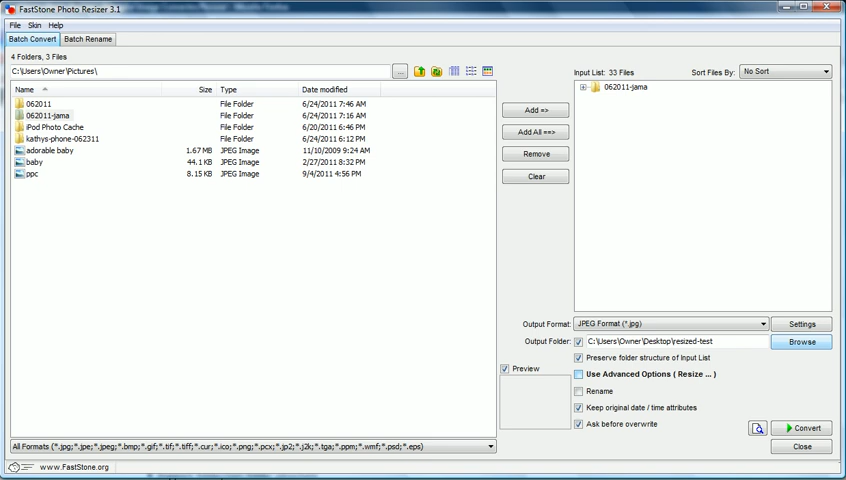 FastStone Photo Resizer 3.1
File Skin Help
Batch Convert Batch Rename
4 Folders, 3 Files
C:\Users\Owner\Pictures\
...
Input List: 33 Files Sort Files By: No Sort
Name Size Type Date modified
062011 File Folder 6/24/2011 7:46 AM
062011-jama File Folder 6/24/2011 7:16 AM
iPod Photo Cache File Folder 6/20/2011 6:46 PM
kathys-phone-062311 File Folder 6/24/2011 6:12 PM
adorable baby 1.67 MB JPEG Image 11/10/2009 9:24 AM
baby 44.1 KB JPEG Image 2/27/2011 8:32 PM
ppc 8.15 KB JPEG Image 9/4/2011 4:56 PM
Add =>
Add All ==>
Remove
Clear
062011-jama
Output Format: JPEG Format (*.jpg) Settings
Output Folder: C:\Users\Owner\Desktop\resized-test Browse
Preserve folder structure of Input List
Preview
Use Advanced Options ( Resize ... )
Rename
Keep original date / time attributes
Ask before overwrite
Convert
All Formats (*.jpg;*.jpe;*.jpeg;*.bmp;*.gif;*.tif;*.tiff;*.cur;*.ico;*.png;*.pcx;*.jp2;*.j2k;*.tga;*.ppm;*.wmf;*.psd;*.eps)
Close
www.FastStone.org